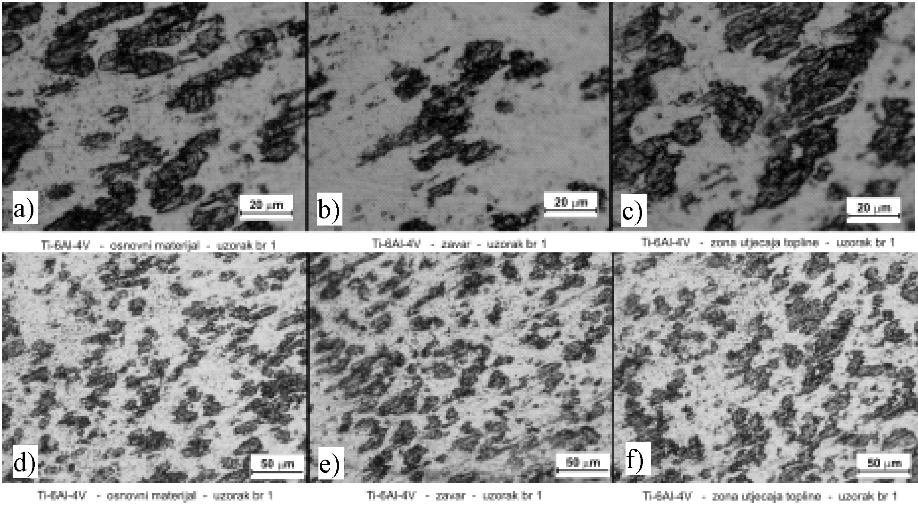 a)
20 µm
b)
20 µm
c)
20 µm
Ti-6Al-4V - osnovni materijal - uzorak br 1
Ti-6Al-4V - zavar - uzorak br 1
Ti-6Al-4V - zona utjecaja topline - uzorak br 1
d)
50 µm
e)
50 µm
f)
50 µm
Ti-6Al-4V - osnovni materijal - uzorak br 1
Ti-6Al-4V - zavar - uzorak br 1
Ti-6Al-4V - zona utjecaja topline - uzorak br 1